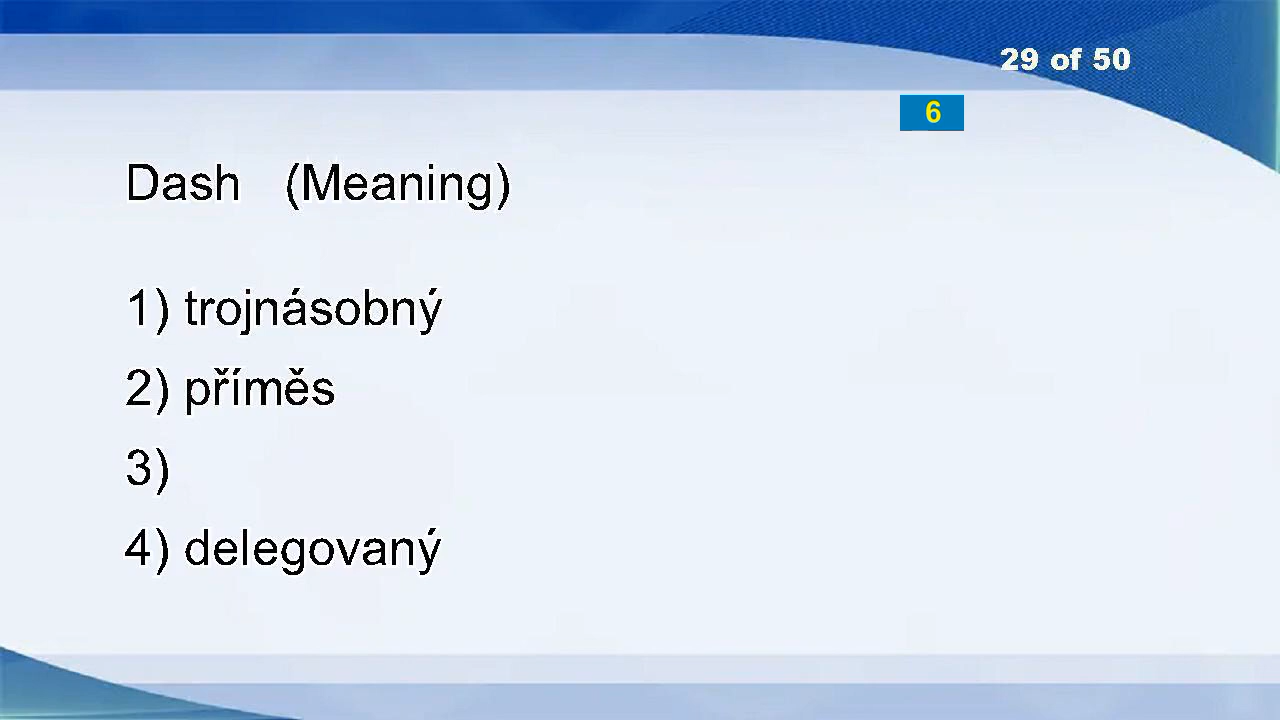 29 of 50
6
Dash (Meaning)
1) trojnásobný
2) příměs
3)
4) delegovaný